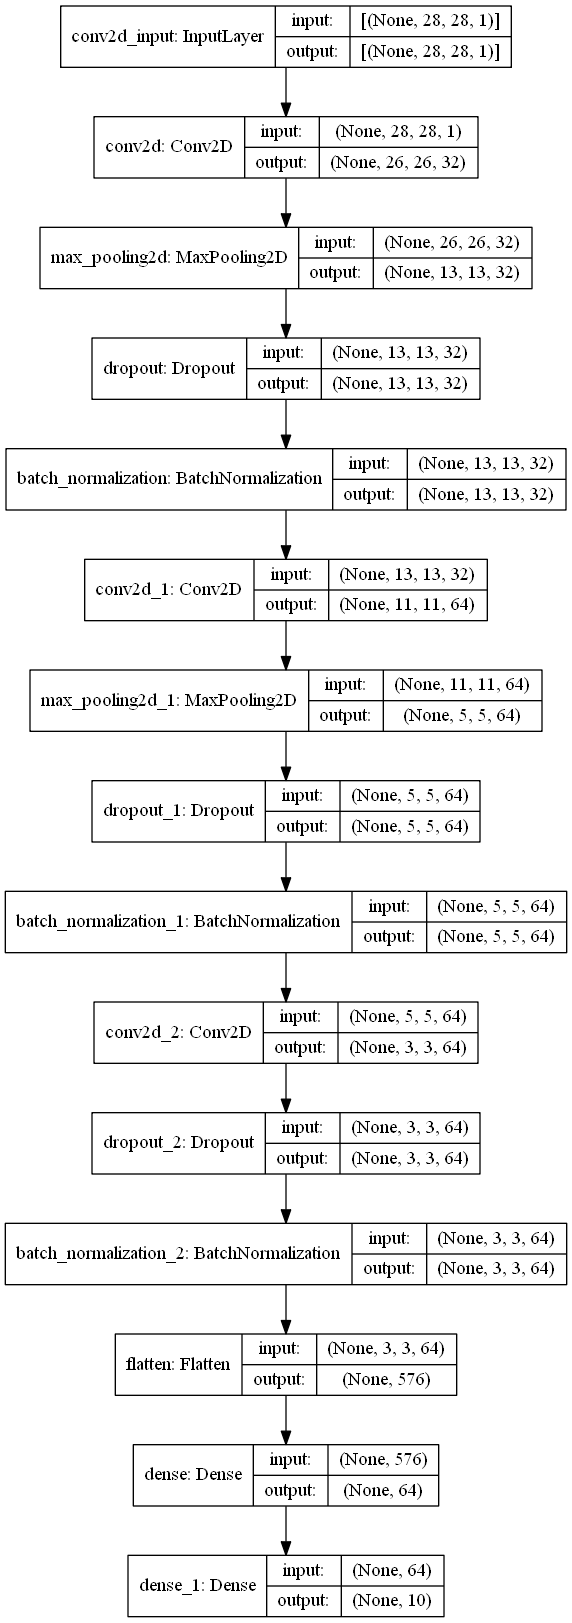 conv2d_input: InputLayer
input: [(None, 28, 28, 1)]
output: [(None, 28, 28, 1)]
conv2d: Conv2D
input: (None, 28, 28, 1)
output: (None, 26, 26, 32)
max_pooling2d: MaxPooling2D
input: (None, 26, 26, 32)
output: (None, 13, 13, 32)
dropout: Dropout
input: (None, 13, 13, 32)
output: (None, 13, 13, 32)
batch_normalization: BatchNormalization
input: (None, 13, 13, 32)
output: (None, 13, 13, 32)
conv2d_1: Conv2D
input: (None, 13, 13, 32)
output: (None, 11, 11, 64)
max_pooling2d_1: MaxPooling2D
input: (None, 11, 11, 64)
output: (None, 5, 5, 64)
dropout_1: Dropout
input: (None, 5, 5, 64)
output: (None, 5, 5, 64)
batch_normalization_1: BatchNormalization
input: (None, 5, 5, 64)
output: (None, 5, 5, 64)
conv2d_2: Conv2D
input: (None, 5, 5, 64)
output: (None, 3, 3, 64)
dropout_2: Dropout
input: (None, 3, 3, 64)
output: (None, 3, 3, 64)
batch_normalization_2: BatchNormalization
input: (None, 3, 3, 64)
output: (None, 3, 3, 64)
flatten: Flatten
input: (None, 3, 3, 64)
output: (None, 576)
dense: Dense
input: (None, 576)
output: (None, 64)
dense_1: Dense
input: (None, 64)
output: (None, 10)